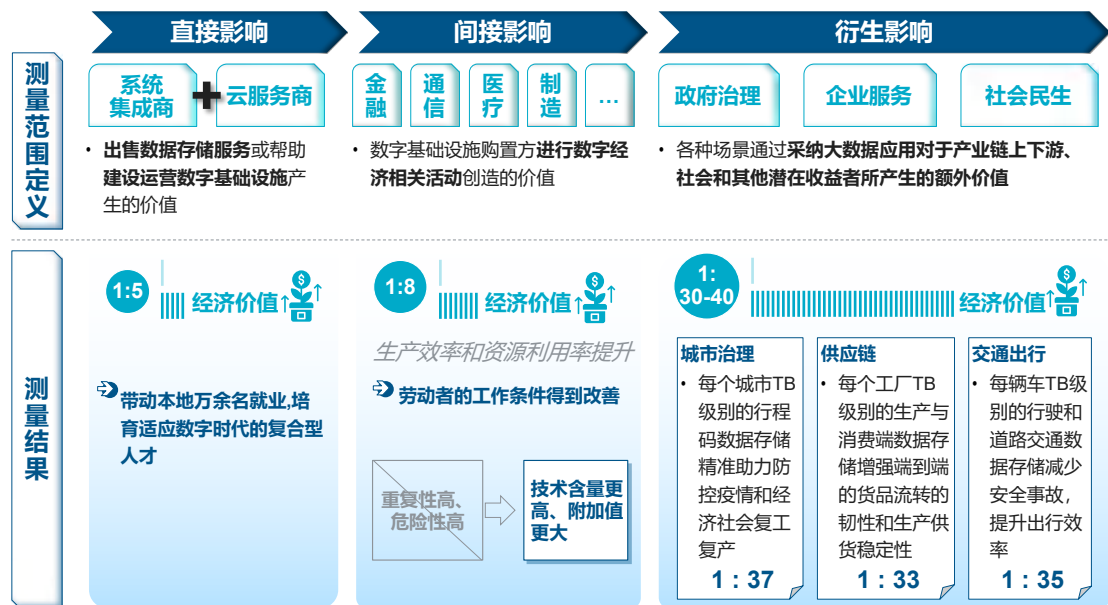 直接影响
间接影响
衍生影响
测量范围定义
系统
集成商
云服务商
金融
通信
医疗
制造
...
政府治理
企业服务
社会民生
• 出售数据存储服务或帮助
建设运营数字基础设施产
生的价值
• 数字基础设施购置方进行数字经
济相关活动创造的价值
• 各种场景通过采纳大数据应用对于产业链上下游、
社会和其他潜在收益者所产生的额外价值
测量结果
1:5
经济价值↑
带动本地万余名就业,培
育适应数字时代的复合型
人才
1:8
经济价值↑
生产效率和资源利用率提升
劳动者的工作条件得到改善
重复性高、
危险性高
技术含量更
高、附加值
更大
1:
30-40
经济价值↑
城市治理
• 每个城市TB
级别的行程
码数据存储
精准助力防
控疫情和经
济社会复工
复产
1：37
供应链
• 每个工厂TB
级别的生产与
消费端数据存
储增强端到端
的货品流转的
韧性和生产供
货稳定性
1：33
交通出行
• 每辆车TB级
别的行驶和
道路交通数
据存储减少
安全事故，
提升出行效
率
1：35